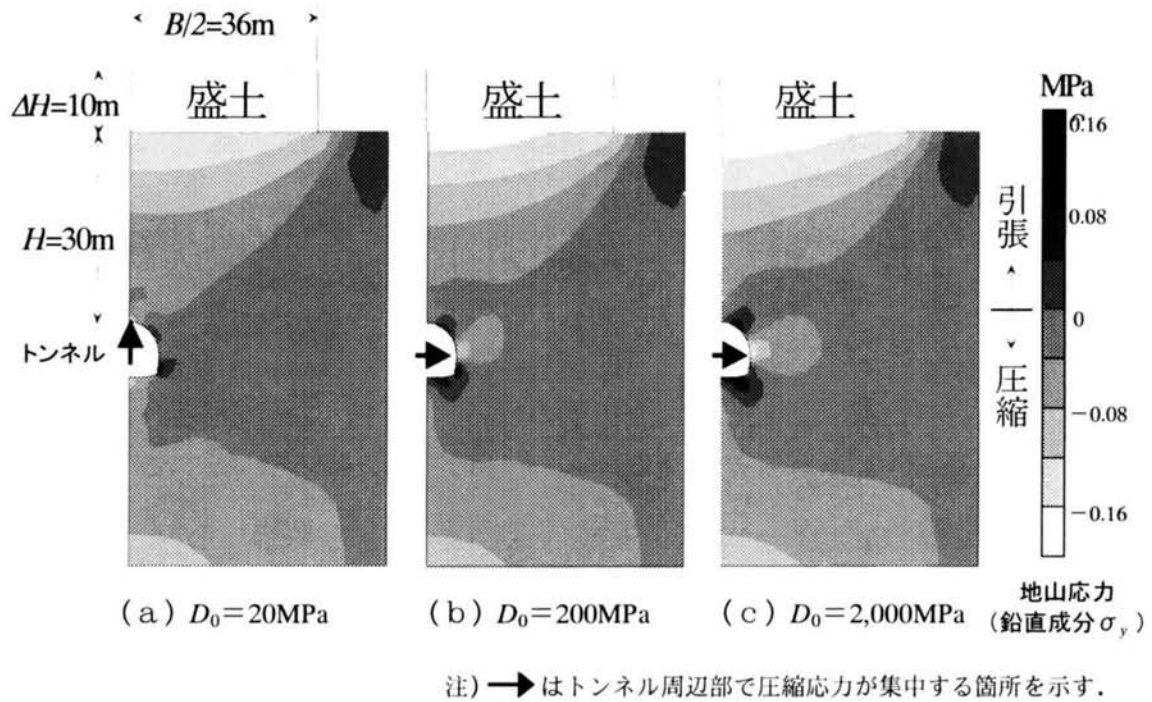 B/2=36m
ΔH=10m
盛土 盛土 盛土
MPa
0.16
H=30m
引張
0.08
トンネル
0
圧縮
−0.08
−0.16
(a) D₀=20MPa (b) D₀=200MPa (c) D₀=2,000MPa
地山応力
(鉛直成分σy)
注) ➡ はトンネル周辺部で圧縮応力が集中する箇所を示す.